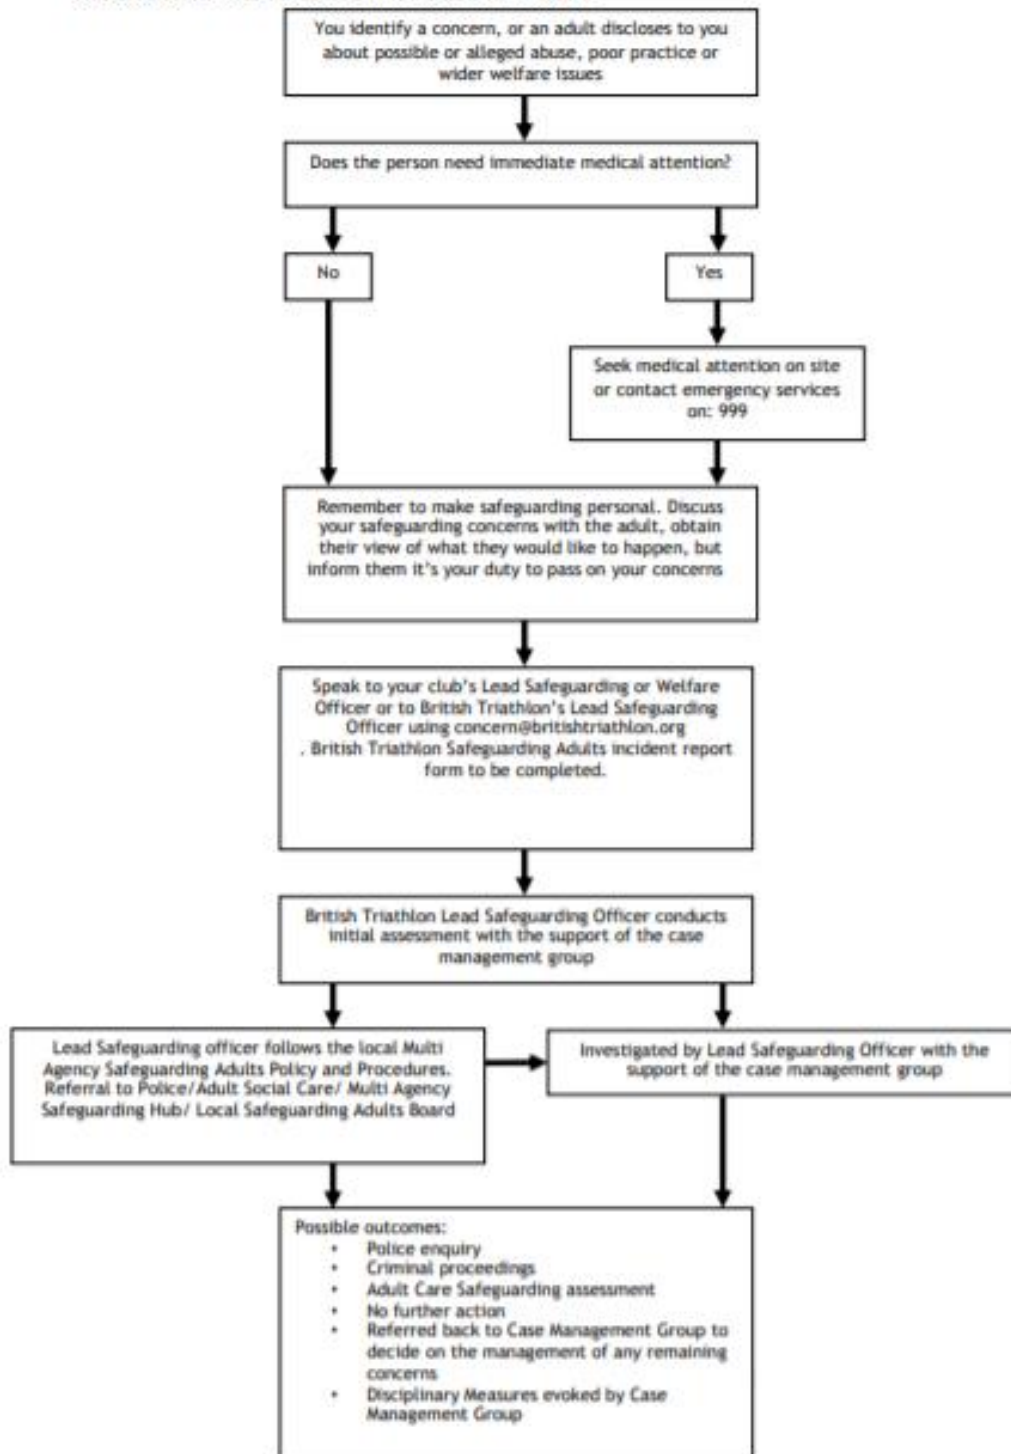 You identify a concern, or an adult discloses to you
about possible or alleged abuse, poor practice or
wider welfare issues
Does the person need immediate medical attention?
No
Yes
Seek medical attention on site
or contact emergency services
on: 999
Remember to make safeguarding personal. Discuss
your safeguarding concerns with the adult, obtain
their view of what they would like to happen, but
inform them it's your duty to pass on your concerns
Speak to your club's Lead Safeguarding or Welfare
Officer or to British Triathlon's Lead Safeguarding
Officer using concern@britishtriathlon.org
. British Triathlon Safeguarding Adults incident report
form to be completed.
British Triathlon Lead Safeguarding Officer conducts
initial assessment with the support of the case
management group
Lead Safeguarding officer follows the local Multi
Agency Safeguarding Adults Policy and Procedures.
Referral to Police/Adult Social Care/ Multi Agency
Safeguarding Hub/ Local Safeguarding Adults Board
Investigated by Lead Safeguarding Officer with the
support of the case management group
Possible outcomes:
• Police enquiry
• Criminal proceedings
• Adult Care Safeguarding assessment
• No further action
• Referred back to Case Management Group to
decide on the management of any remaining
concerns
• Disciplinary Measures evoked by Case
Management Group